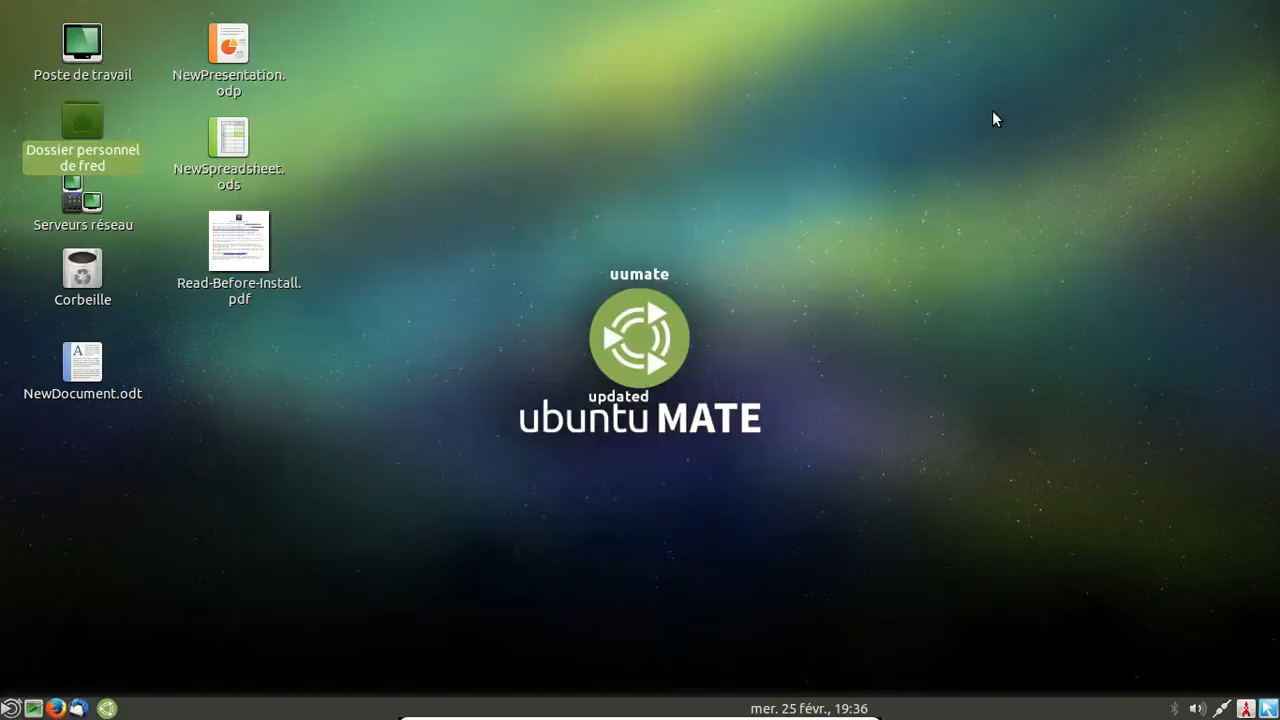 Poste de travail
Dossier personnel
de fred
Serveurs réseau
Corbeille
NewDocument.odt
NewPresentation.
odp
NewSpreadsheet.
ods
Read-Before-Install.
pdf
uumate
updated
ubuntu MATE
mer. 25 févr., 19:36